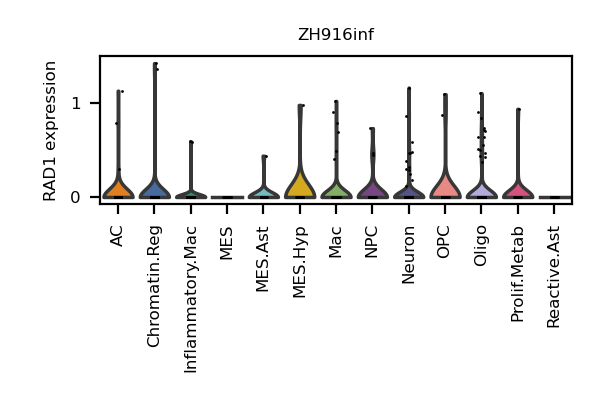 ZH916inf
RAD1 expression
1
0
AC
Chromatin.Reg
Inflammatory.Mac
MES
MES.Ast
MES.Hyp
Mac
NPC
Neuron
OPC
Oligo
Prolif.Metab
Reactive.Ast